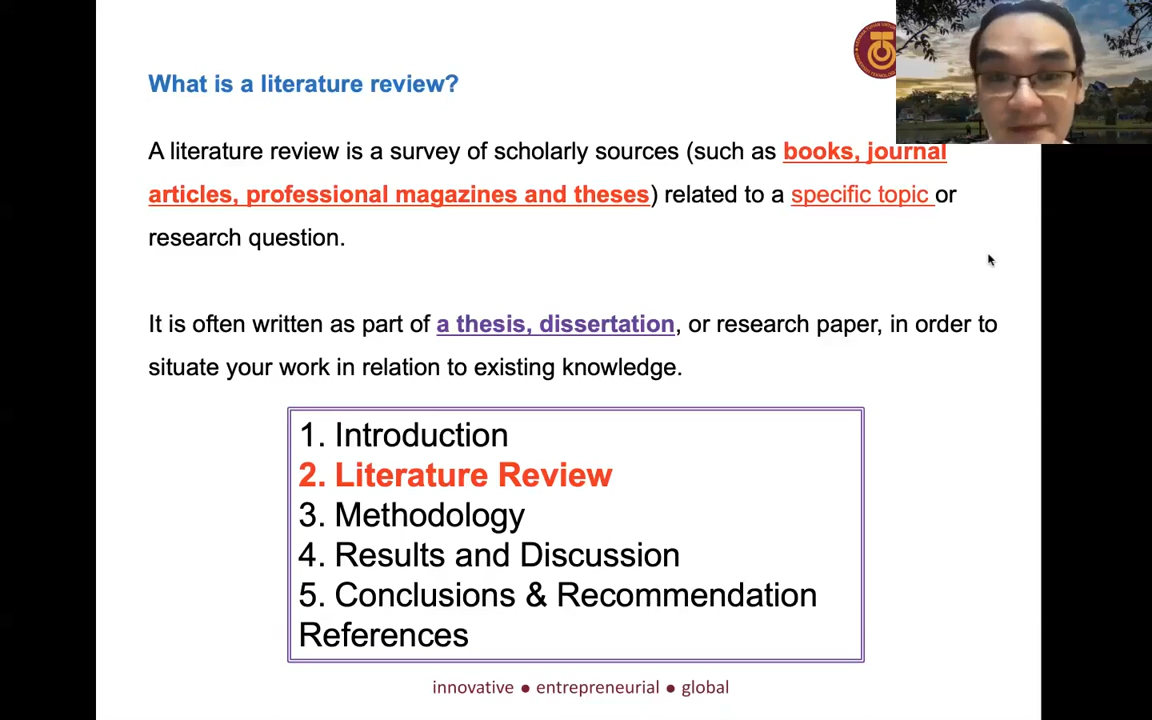 What is a literature review?
A literature review is a survey of scholarly sources (such as books, journal
articles, professional magazines and theses) related to a specific topic or
research question.
It is often written as part of a thesis, dissertation, or research paper, in order to
situate your work in relation to existing knowledge.
1. Introduction
2. Literature Review
3. Methodology
4. Results and Discussion
5. Conclusions & Recommendation
References
innovative ● entrepreneurial ● global